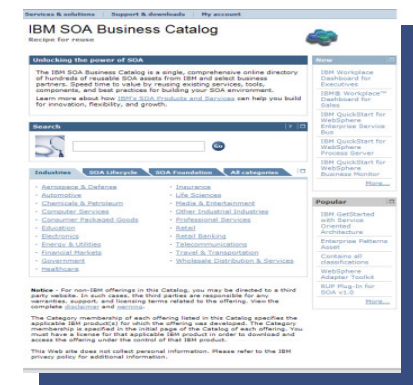 Services & solutions | Support & downloads | My account
IBM SOA Business Catalog
Recipe for reuse
Unlocking the power of SOA
The IBM SOA Business Catalog is a single, comprehensive online directory
of hundreds of reusable SOA assets from IBM and select business
partners. Speed time to value by reusing existing services, tools,
components, and best practices for building your SOA environment.
Learn more about how IBM's SOA Products and Services can help you build
for innovation, flexibility, and growth.
Search
Go
Industries SOA Lifecycle SOA Foundation All categories
Aerospace & Defense
Automotive
Chemicals & Petroleum
Computer Services
Consumer Packaged Goods
Education
Electronics
Energy & Utilities
Financial Markets
Government
Healthcare
Insurance
Life Sciences
Media & Entertainment
Other Industrial Industries
Professional Services
Retail
Retail Banking
Telecommunications
Travel & Transportation
Wholesale Distribution & Services
Notice - For non-IBM offerings in this Catalog, you may be directed to a third
party website. In such cases, the third parties are responsible for any
warranties, support, and licensing terms related to the offering. View the
complete disclaimer and warning.
The Category membership of each offering listed in this Catalog specifies the
applicable IBM product(s) for which the offering was developed. The Category
membership is specified in the initial page of the Catalog of each offering. You
must have a license for that applicable IBM product in order to download and
access the offering under the control of that IBM product.
This Web site does not collect personal information. Please refer to the IBM
privacy policy for additional information.
New
IBM Workplace
Dashboard for
Executives
IBM® Workplace™
Dashboard for
Sales
IBM QuickStart for
WebSphere
Enterprise Service
Bus
IBM QuickStart for
WebSphere
Process Server
IBM QuickStart for
WebSphere
Business Monitor
More...
Popular
IBM GetStarted
with Service
Oriented
Architecture
Enterprise Patterns
Asset
Contains all
classifications
WebSphere
Adapter Toolkit
RUP Plug-In for
SOA v1.0
More...